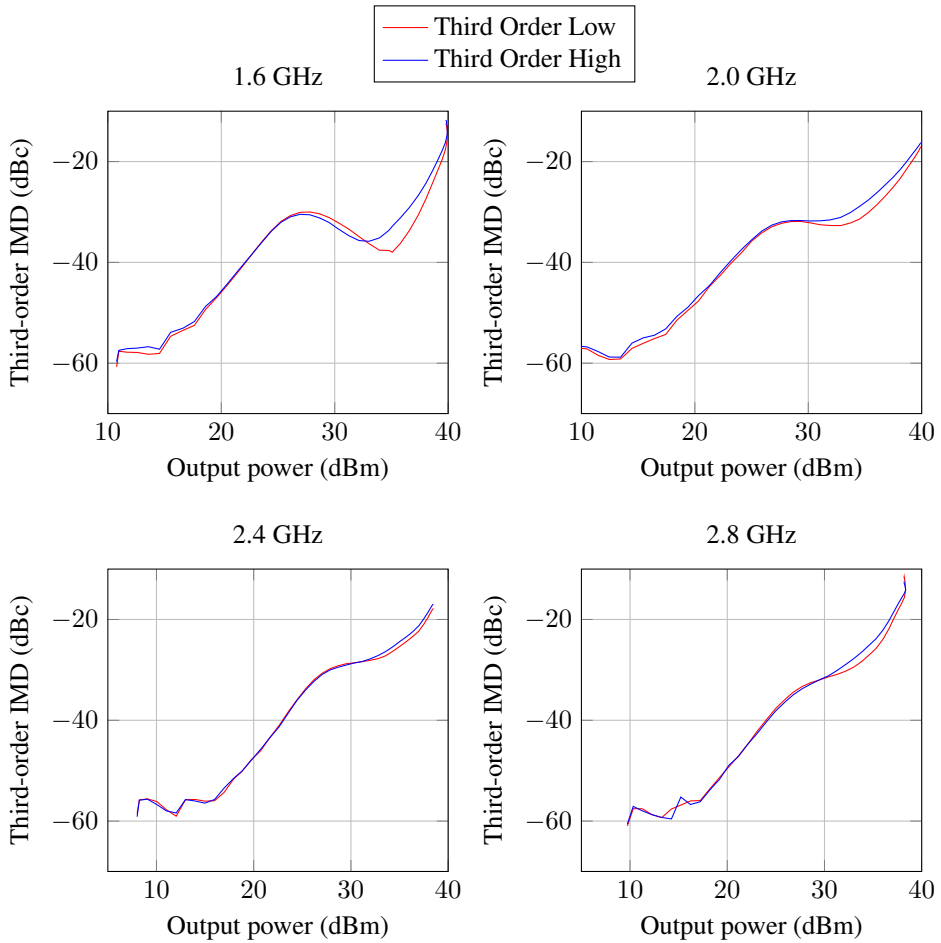 Third Order Low
Third Order High
1.6 GHz
−20
−40
−60
10
20
30
40
Third-order IMD (dBc)
Output power (dBm)
2.0 GHz
−20
−40
−60
10
20
30
40
Third-order IMD (dBc)
Output power (dBm)
2.4 GHz
−20
−40
−60
10
20
30
40
Third-order IMD (dBc)
Output power (dBm)
2.8 GHz
−20
−40
−60
10
20
30
40
Third-order IMD (dBc)
Output power (dBm)